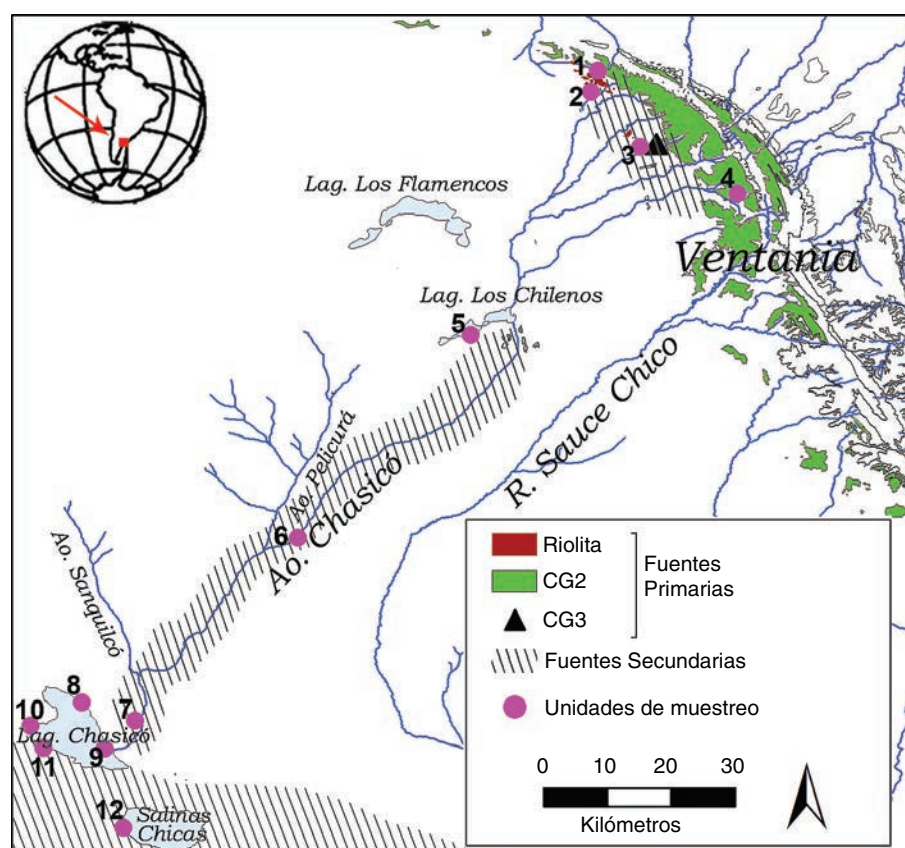 1
2
3
4
Lag. Los Flamencos
Ventania
Lag. Los Chilenos
5
R. Sauce Chico
Ao. Pelicurá
6
Ao. Chasicó
Ao. Sanquilcó
8
10
7
Lag. Chasicó
11
9
12
Salinas
Chicas
Riolita
CG2
CG3
Fuentes
Primarias
Fuentes Secundarias
Unidades de muestreo
0 10 20 30
Kilómetros